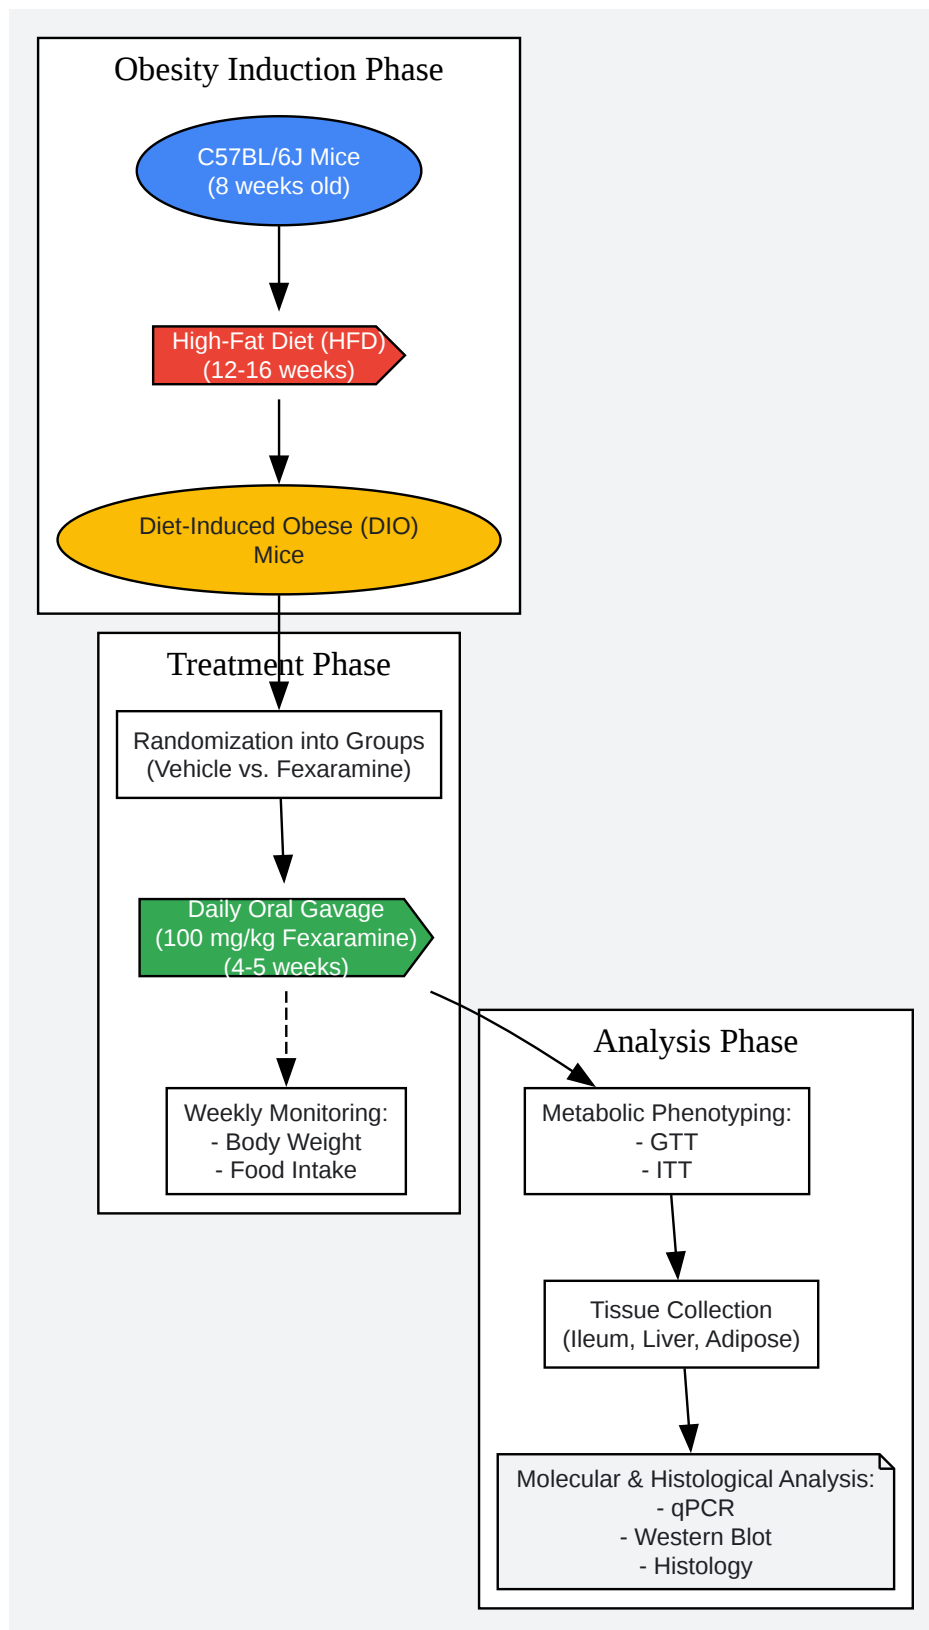 Obesity Induction Phase
C57BL/6J Mice
(8 weeks old)
High-Fat Diet (HFD)
(12-16 weeks)
Diet-Induced Obese (DIO)
Mice
Treatment Phase
Randomization into Groups
(Vehicle vs. Fexaramine)
Daily Oral Gavage
(100 mg/kg Fexaramine)
(4-5 weeks)
Weekly Monitoring:
- Body Weight
- Food Intake
Analysis Phase
Metabolic Phenotyping:
- GTT
- ITT
Tissue Collection
(Ileum, Liver, Adipose)
Molecular & Histological Analysis:
- qPCR
- Western Blot
- Histology